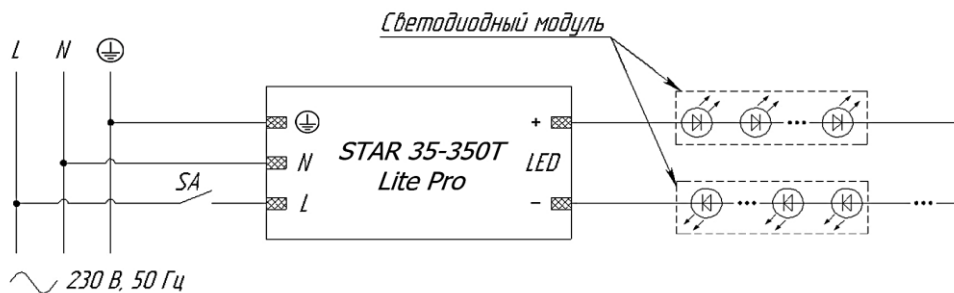 Светодиодный модуль
L N
STAR 35-350T
Lite Pro
+
N
LED
SA
L
−
230 В, 50 Гц